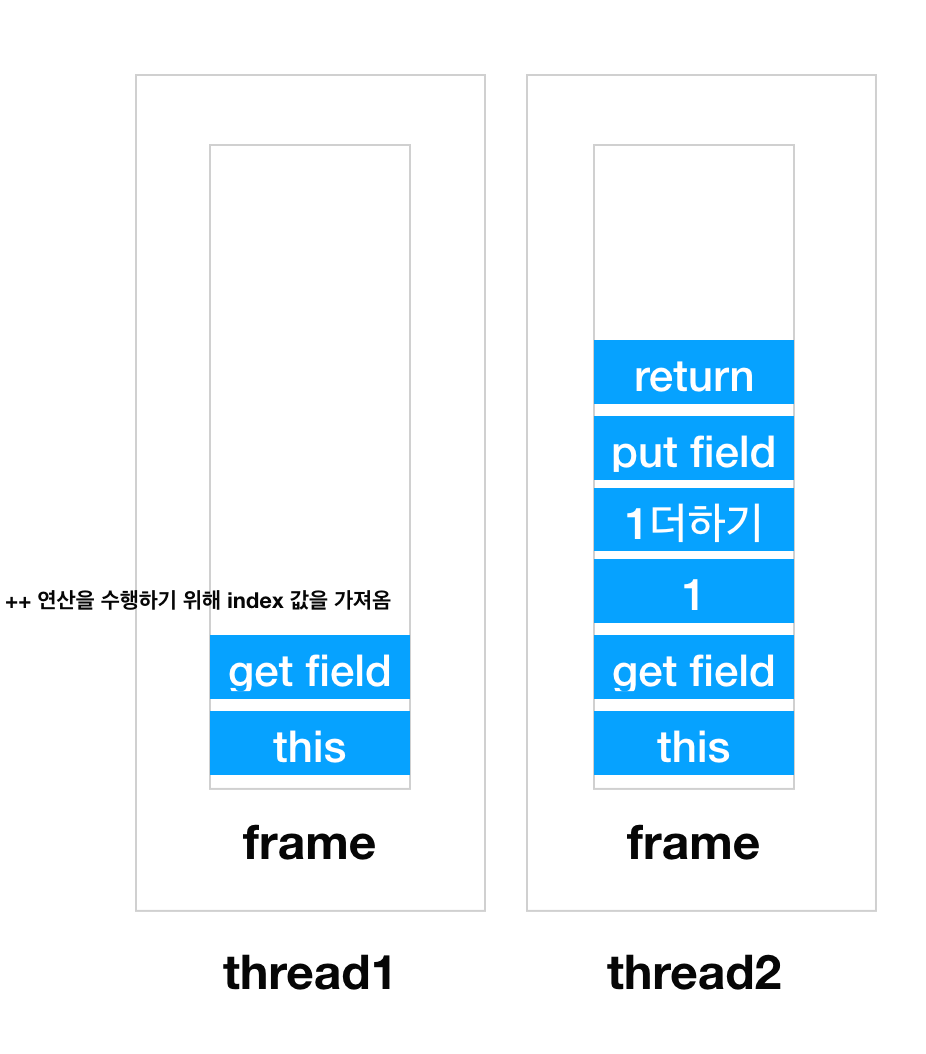 return
put field
1더하기
1
++ 연산을 수행하기 위해 index 값을 가져옴
get field
get field
this
this
frame
frame
thread1
thread2